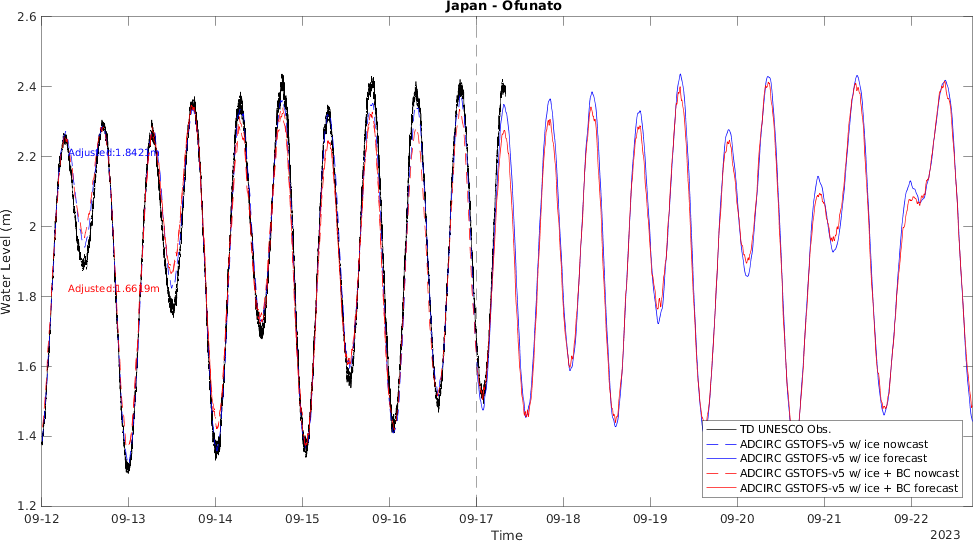 Japan - Ofunato
2.6
2.4
2.2
2
1.8
1.6
1.4
1.2
Water Level (m)
Adjusted:1.8423m
Adjusted:1.6619m
TD UNESCO Obs.
ADCIRC GSTOFS-v5 w/ ice nowcast
ADCIRC GSTOFS-v5 w/ ice forecast
ADCIRC GSTOFS-v5 w/ ice + BC nowcast
ADCIRC GSTOFS-v5 w/ ice + BC forecast
09-12 09-13 09-14 09-15 09-16 09-17 09-18 09-19 09-20 09-21 09-22
Time
2023